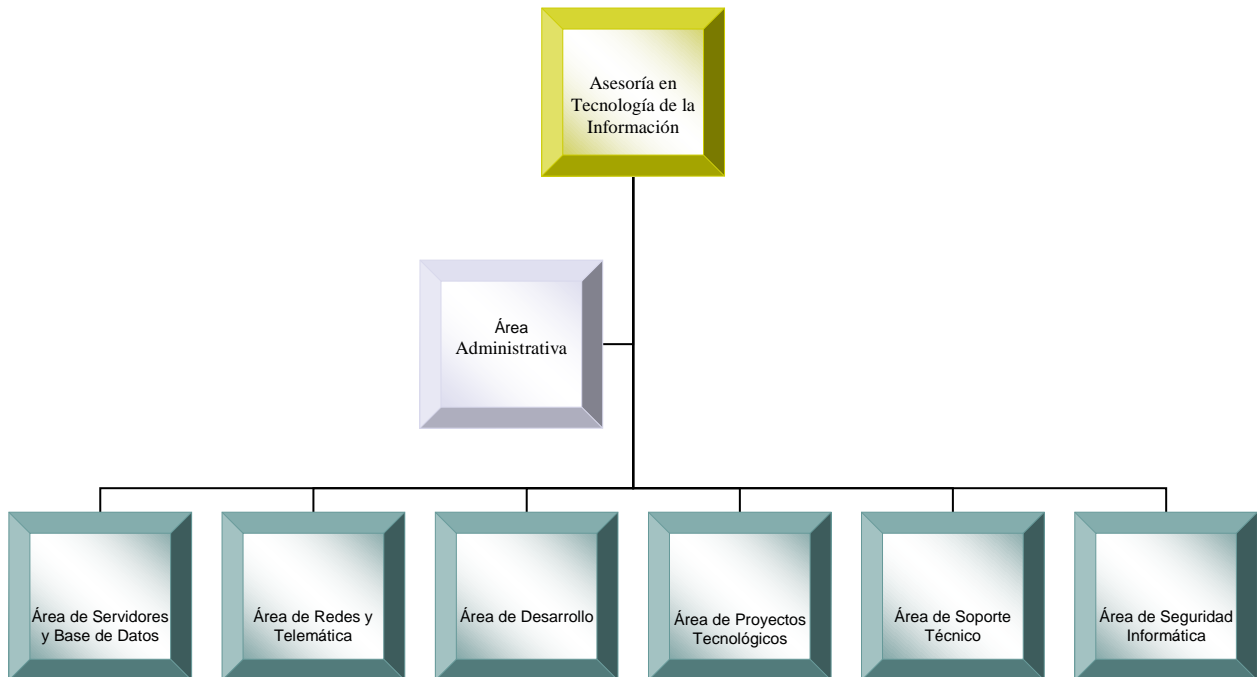 Asesoría en
Tecnología de la
Información
Área
Administrativa
Área de Servidores
y Base de Datos
Área de Redes y
Telemática
Área de Desarrollo
Área de Proyectos
Tecnológicos
Área de Soporte
Técnico
Área de Seguridad
Informática